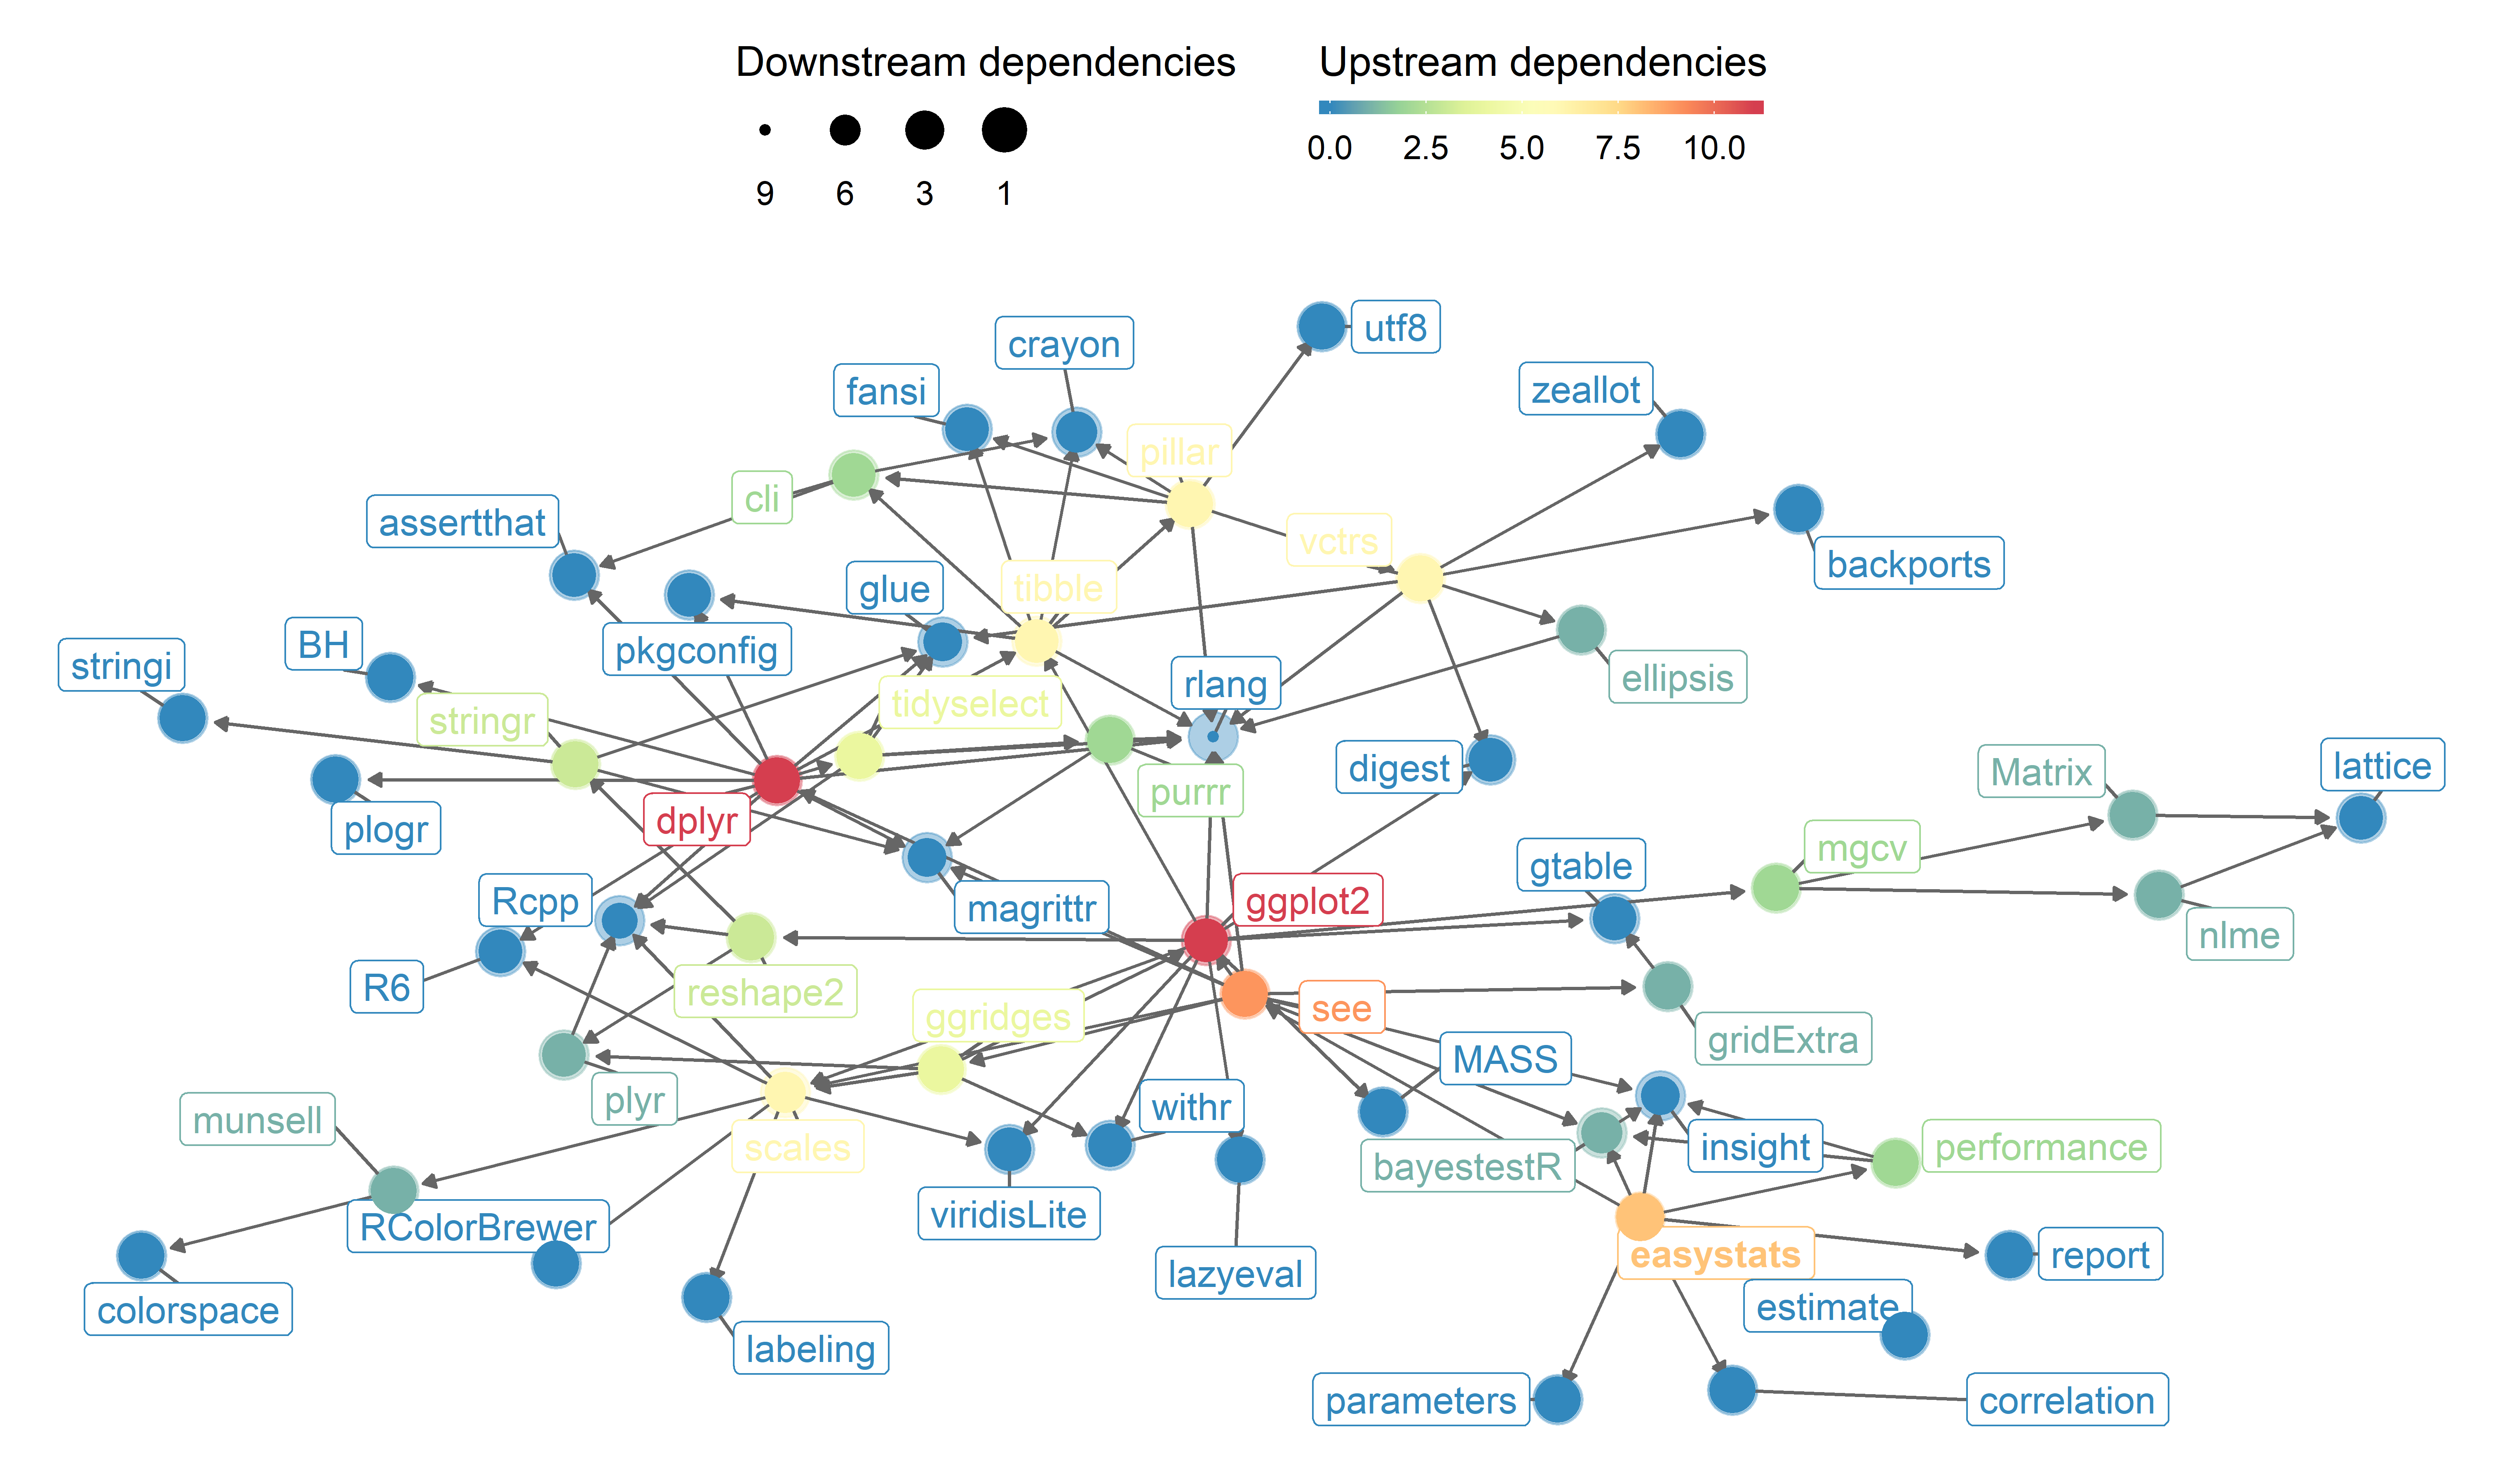 Downstream dependencies
9 6 3 1
Upstream dependencies
0.0 2.5 5.0 7.5 10.0
utf8
crayon
fansi
zeallot
pillar
cli
assertthat
vctrs
backports
glue
tibble
BH
pkgconfig
stringi
rlang
ellipsis
tidyselect
stringr
digest
Matrix
lattice
purrr
dplyr
plogr
mgcv
gtable
Rcpp
magrittr
ggplot2
nlme
R6
reshape2
ggridges
see
gridExtra
MASS
plyr
withr
munsell
scales
performance
insight
bayestestR
viridisLite
RColorBrewer
easystats
report
lazyeval
colorspace
estimate
labeling
parameters
correlation